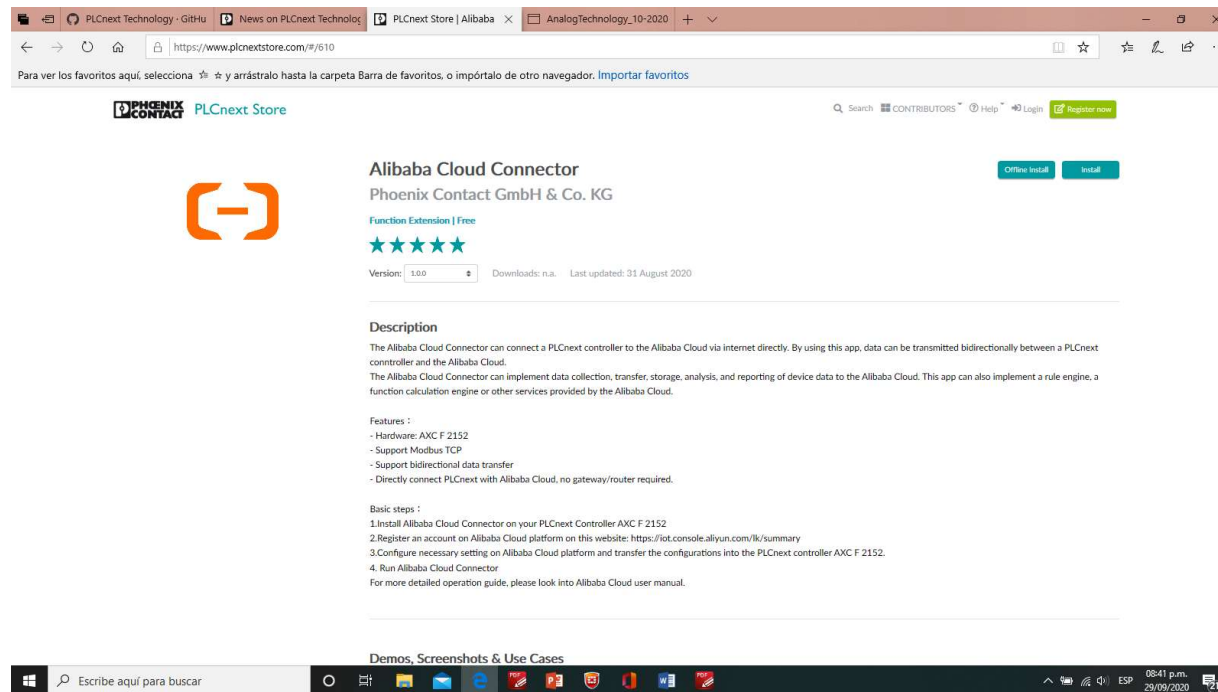 PLCnext Technology · GitHu
News on PLCnext Technolog
PLCnext Store | Alibaba
AnalogTechnology_10-2020
https://www.plcnextstore.com/#/610
Para ver los favoritos aquí, selecciona y arrástralo hasta la carpeta Barra de favoritos, o impórtalo de otro navegador. Importar favoritos
PHŒNIX CONTACT PLCnext Store
Search CONTRIBUTORS Help Login Register now
Alibaba Cloud Connector
Offline Install Install
Phoenix Contact GmbH & Co. KG
Function Extension | Free
Version: 1.0.0 Downloads: n.a. Last updated: 31 August 2020
Description
The Alibaba Cloud Connector can connect a PLCnext controller to the Alibaba Cloud via internet directly. By using this app, data can be transmitted bidirectionally between a PLCnext
conntroller and the Alibaba Cloud.
The Alibaba Cloud Connector can implement data collection, transfer, storage, analysis, and reporting of device data to the Alibaba Cloud. This app can also implement a rule engine, a
function calculation engine or other services provided by the Alibaba Cloud.
Features：
- Hardware: AXC F 2152
- Support Modbus TCP
- Support bidirectional data transfer
- Directly connect PLCnext with Alibaba Cloud, no gateway/router required.
Basic steps：
1.Install Alibaba Cloud Connector on your PLCnext Controller AXC F 2152
2.Register an account on Alibaba Cloud platform on this website: https://iot.console.aliyun.com/lk/summary
3.Configure necessary setting on Alibaba Cloud platform and transfer the configurations into the PLCnext controller AXC F 2152.
4. Run Alibaba Cloud Connector
For more detailed operation guide, please look into Alibaba Cloud user manual.
Demos, Screenshots & Use Cases
Escribe aquí para buscar
ESP
08:41 p.m.
29/09/2020